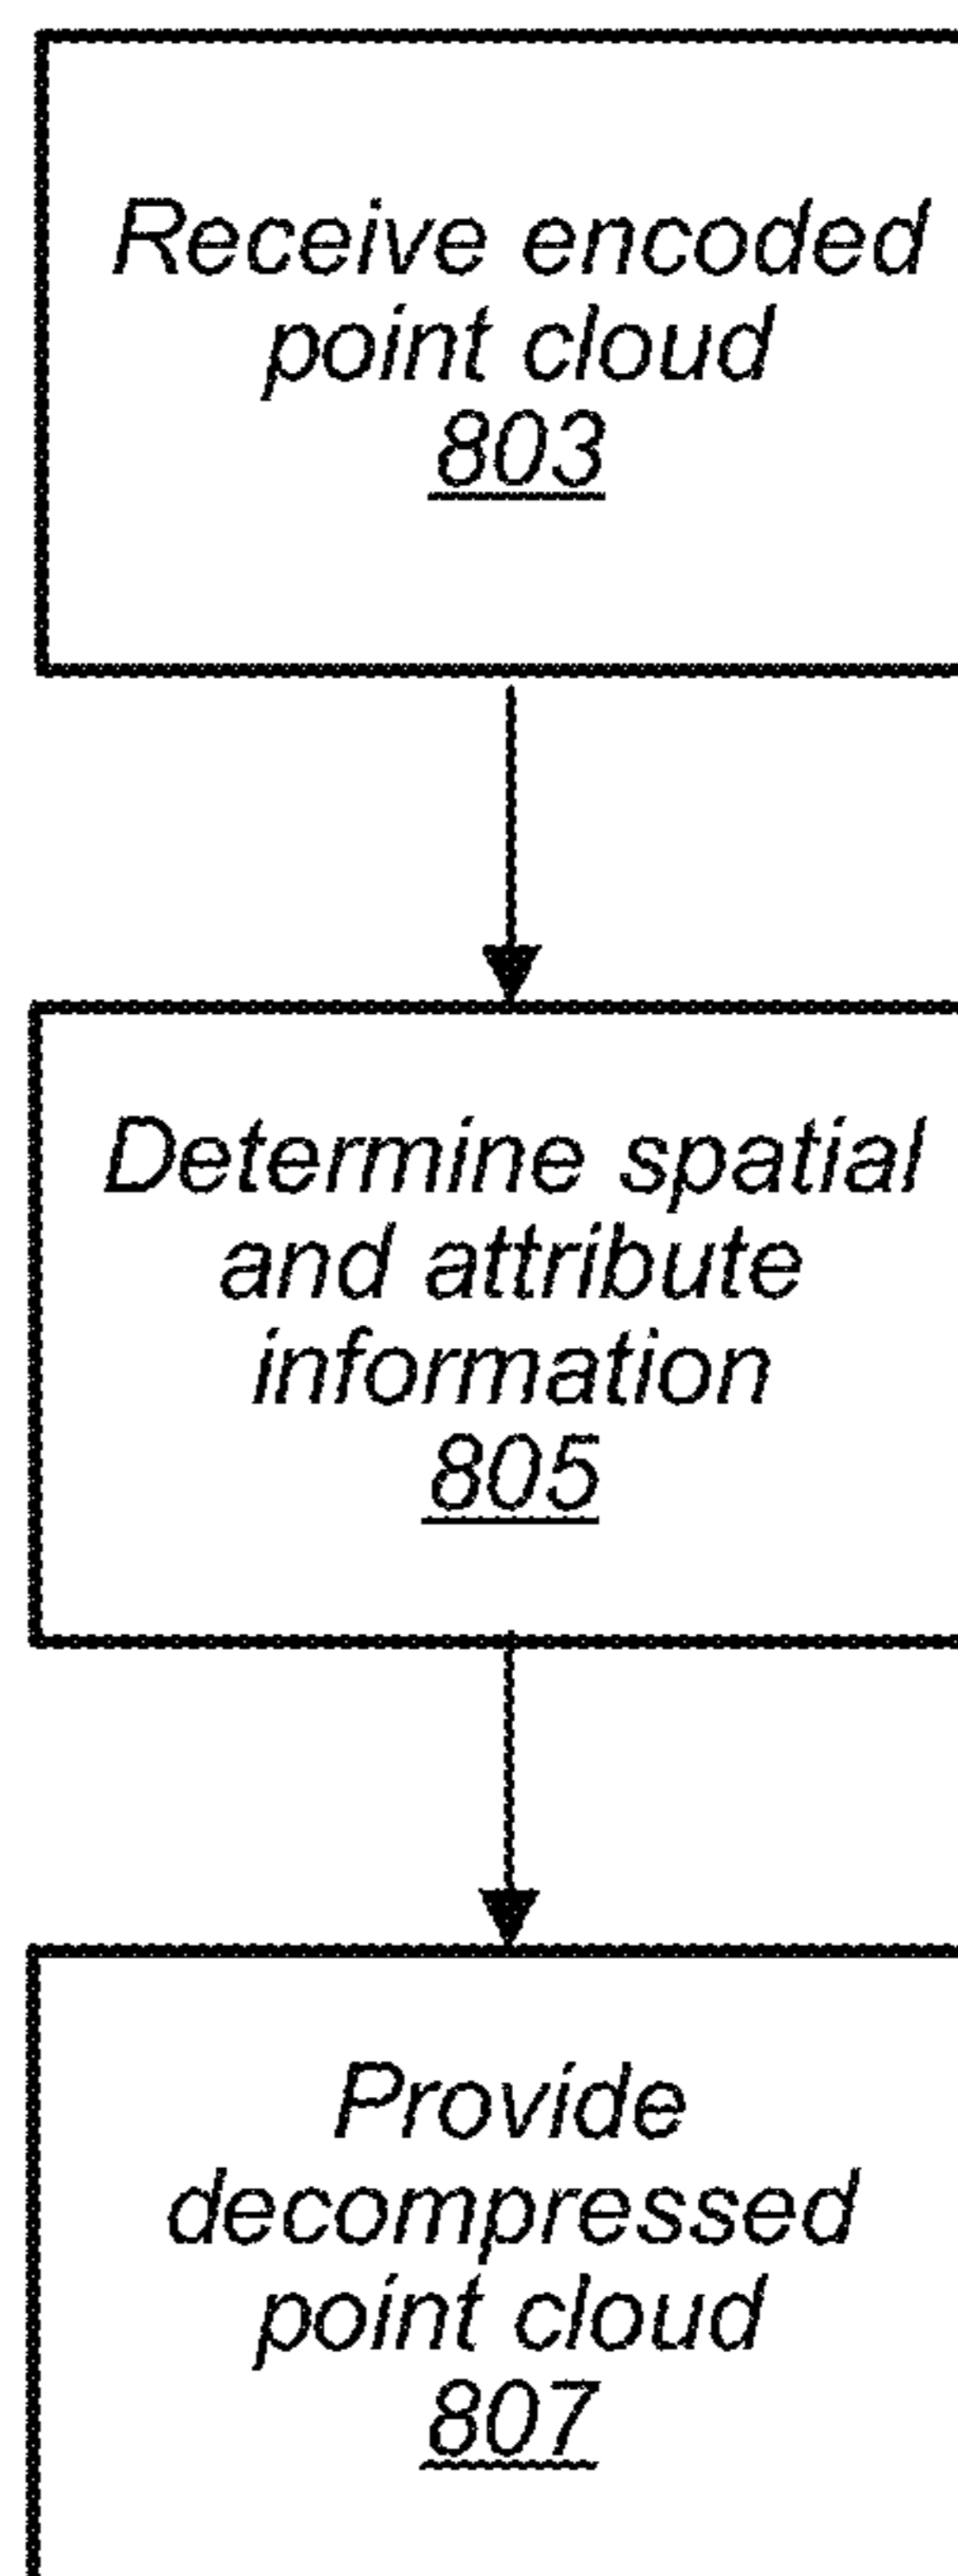 Receive encoded
point cloud
803
Determine spatial
and attribute
information
805
Provide
decompressed
point cloud
807